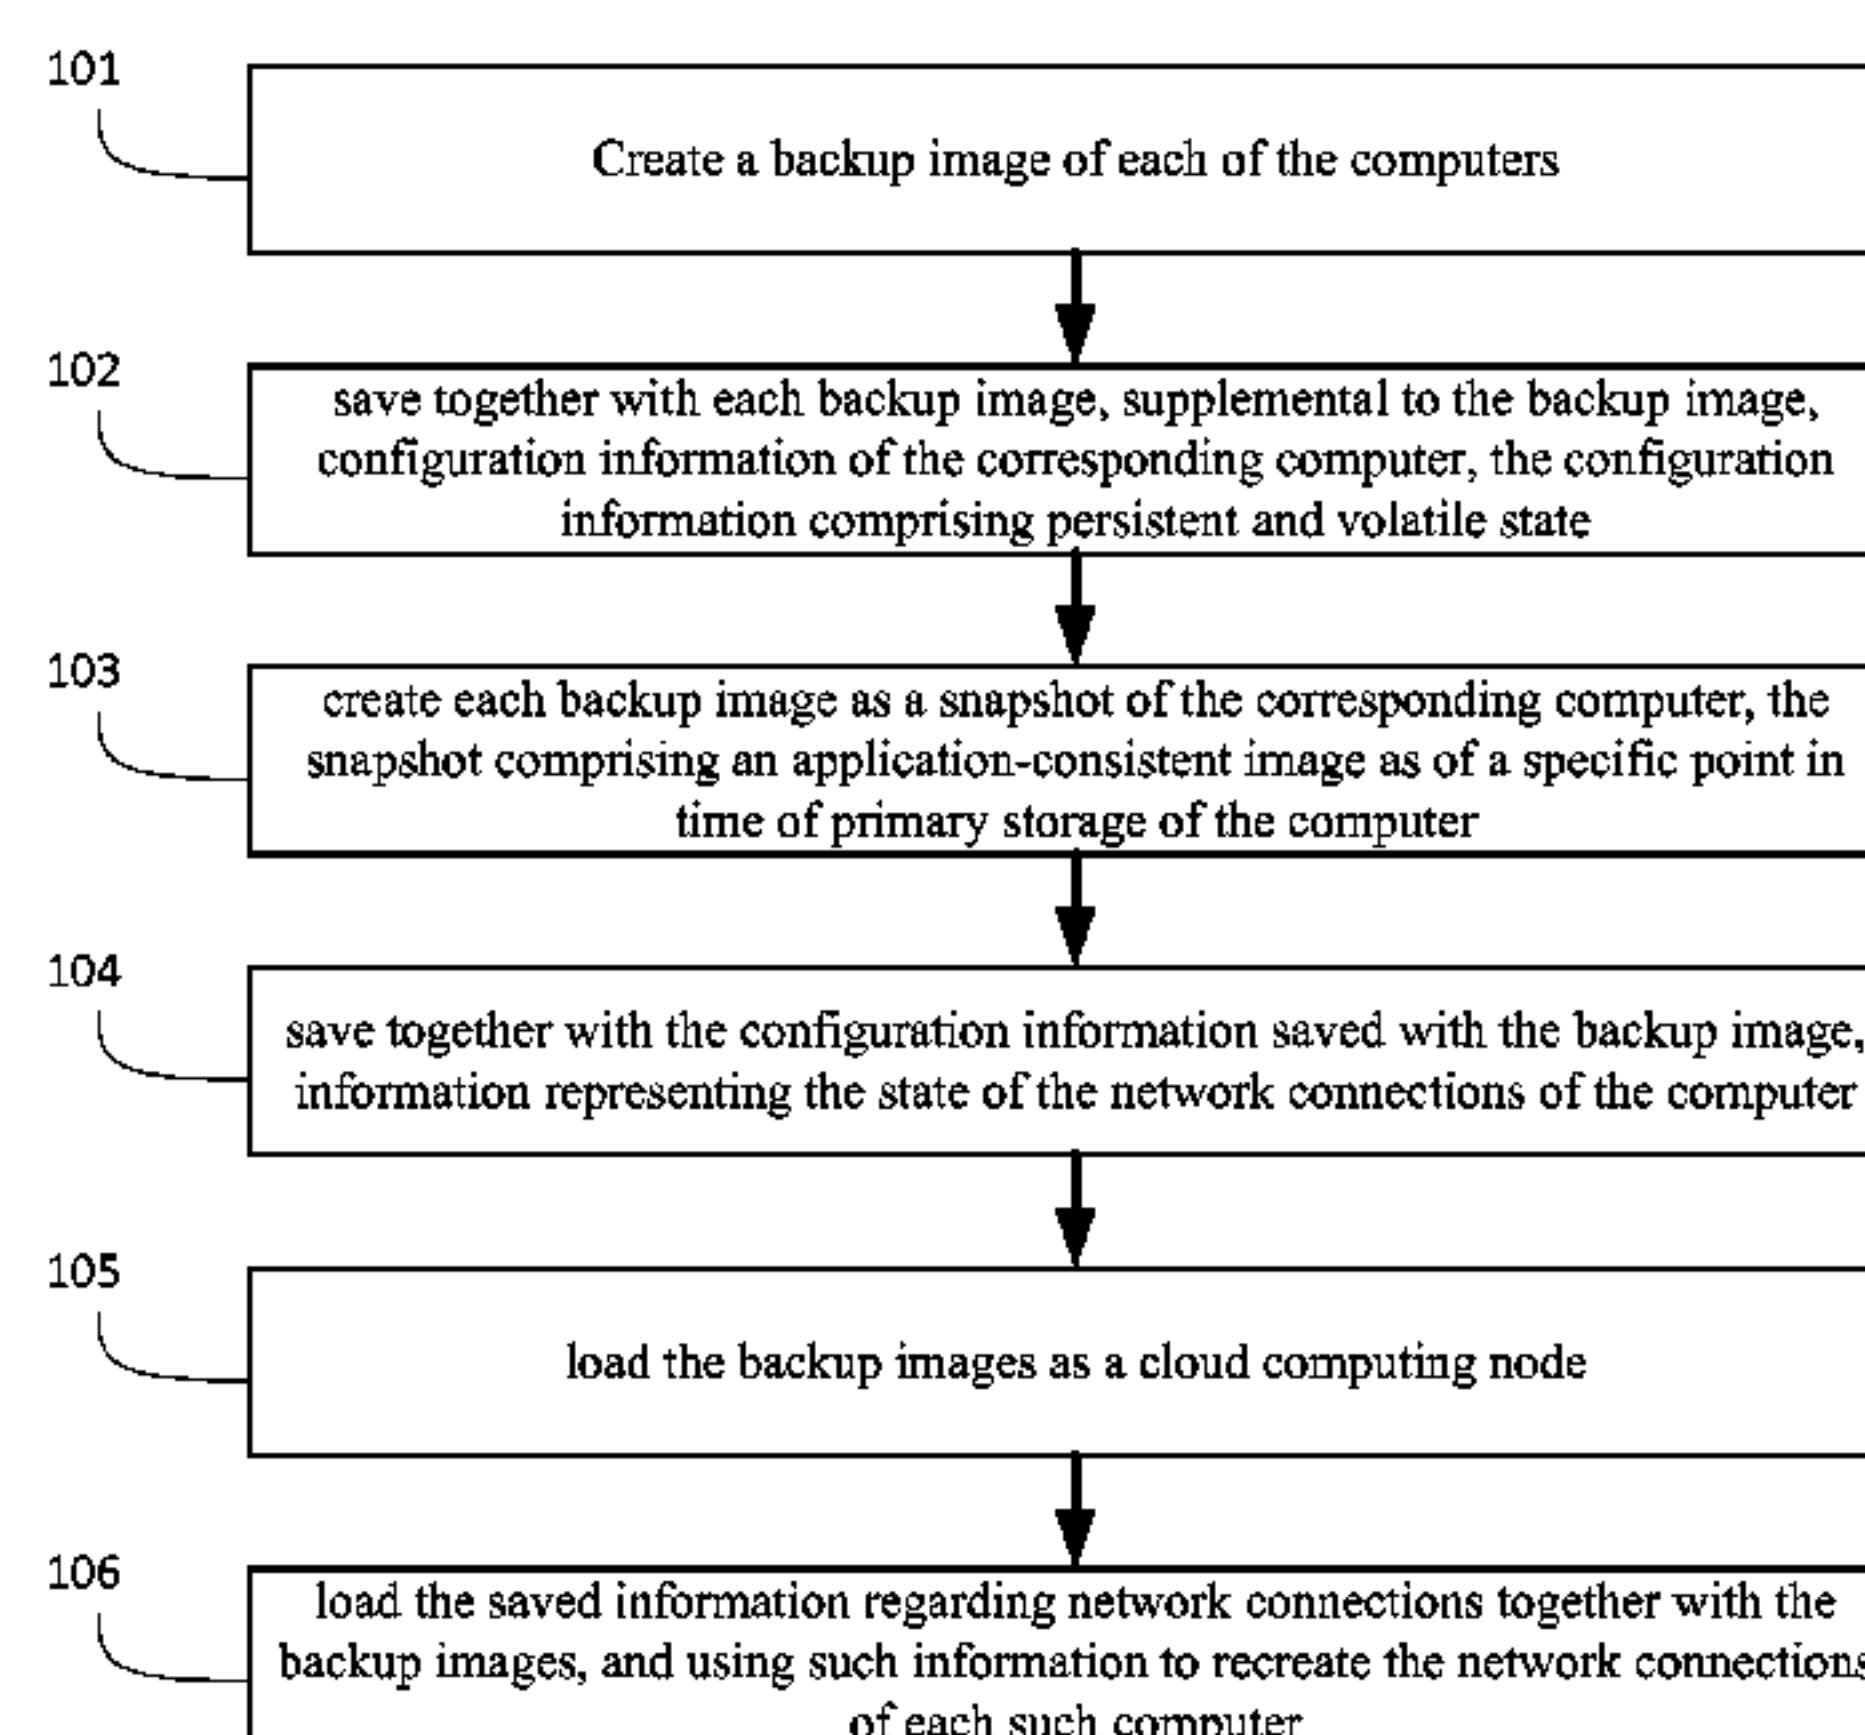 101
Create a backup image of each of the computers
102
save together with each backup image, supplemental to the backup image,
configuration information of the corresponding computer, the configuration
information comprising persistent and volatile state
103
create each backup image as a snapshot of the corresponding computer, the
snapshot comprising an application-consistent image as of a specific point in
time of primary storage of the computer
104
save together with the configuration information saved with the backup image,
information representing the state of the network connections of the computer
105
load the backup images as a cloud computing node
106
load the saved information regarding network connections together with the
backup images, and using such information to recreate the network connections
of each such computer